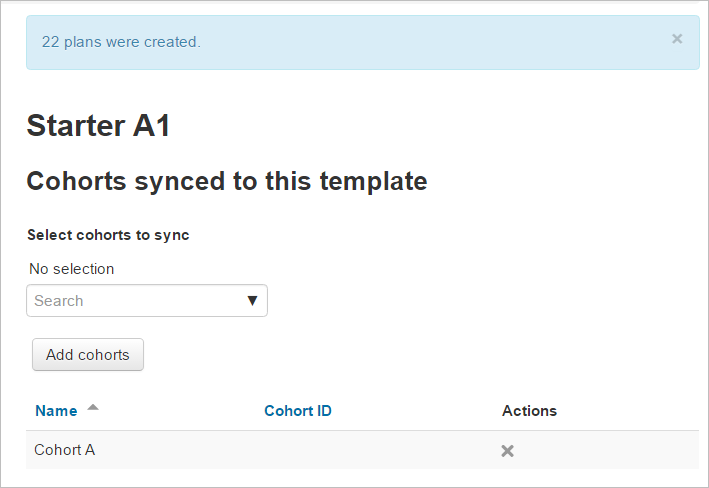 22 plans were created.
×
Starter A1
Cohorts synced to this template
Select cohorts to sync
No selection
Search ▼
Add cohorts
Name Cohort ID Actions
Cohort A